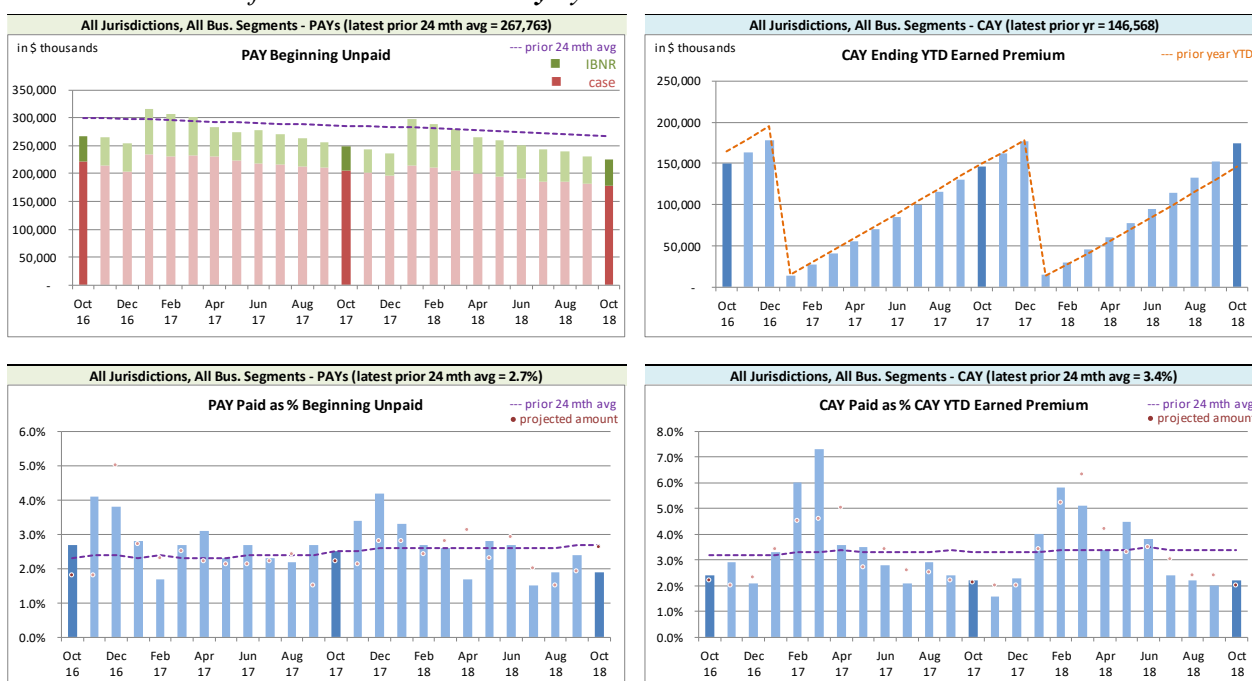 All Jurisdictions, All Bus. Segments - PAYs (latest prior 24 mth avg = 267,763)
in $ thousands
PAY Beginning Unpaid
--- prior 24 mth avg
IBNR
case
350,000
300,000
250,000
200,000
150,000
100,000
50,000
-
Oct 16 Dec 16 Feb 17 Apr 17 Jun 17 Aug 17 Oct 17 Dec 17 Feb 18 Apr 18 Jun 18 Aug 18 Oct 18
All Jurisdictions, All Bus. Segments - CAY (latest prior yr = 146,568)
in $ thousands
CAY Ending YTD Earned Premium
--- prior year YTD
250,000
200,000
150,000
100,000
50,000
-
Oct 16 Dec 16 Feb 17 Apr 17 Jun 17 Aug 17 Oct 17 Dec 17 Feb 18 Apr 18 Jun 18 Aug 18 Oct 18
All Jurisdictions, All Bus. Segments - PAYs (latest prior 24 mth avg = 2.7%)
PAY Paid as % Beginning Unpaid
--- prior 24 mth avg
• projected amount
6.0%
5.0%
4.0%
3.0%
2.0%
1.0%
0.0%
Oct 16 Dec 16 Feb 17 Apr 17 Jun 17 Aug 17 Oct 17 Dec 17 Feb 18 Apr 18 Jun 18 Aug 18 Oct 18
All Jurisdictions, All Bus. Segments - CAY (latest prior 24 mth avg = 3.4%)
CAY Paid as % CAY YTD Earned Premium
--- prior 24 mth avg
• projected amount
8.0%
7.0%
6.0%
5.0%
4.0%
3.0%
2.0%
1.0%
0.0%
Oct 16 Dec 16 Feb 17 Apr 17 Jun 17 Aug 17 Oct 17 Dec 17 Feb 18 Apr 18 Jun 18 Aug 18 Oct 18